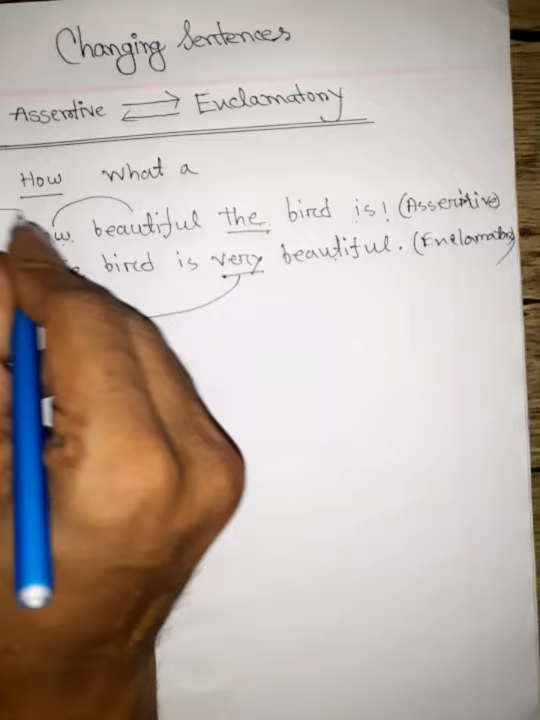 Changing Sentences
Assertive ⇌ Exclamatory
How What a
beautiful the bird is! (Assertive)
bird is very beautiful. (Exclamatory)